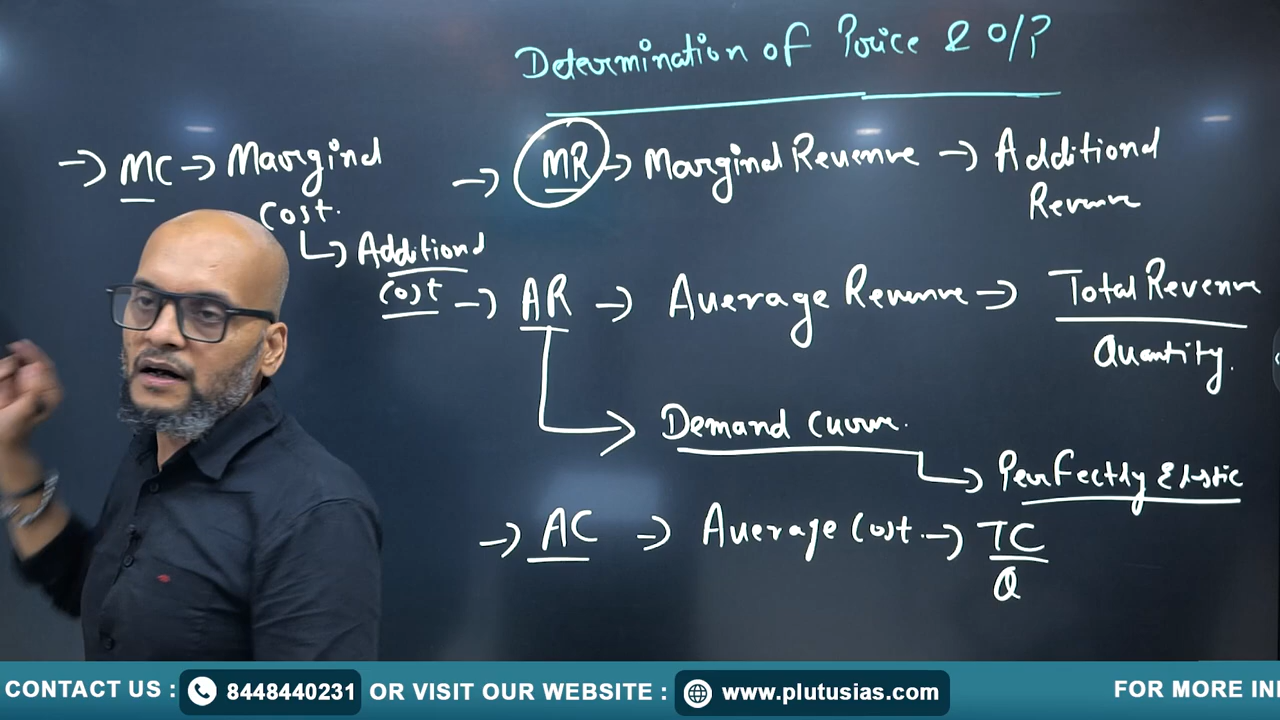 Determination of Price & O/P
→ MC → Marginal
Cost.
↳ Additional
Cost
→ MR → Marginal Revenue → Additional
Revenue
→ AR → Average Revenue → Total Revenue
Quantity.
Demand Curve.
Perfectly Elastic
→ AC → Average Cost. → TC
Q
CONTACT US : 8448440231 OR VISIT OUR WEBSITE : www.plutusias.com FOR MORE IN